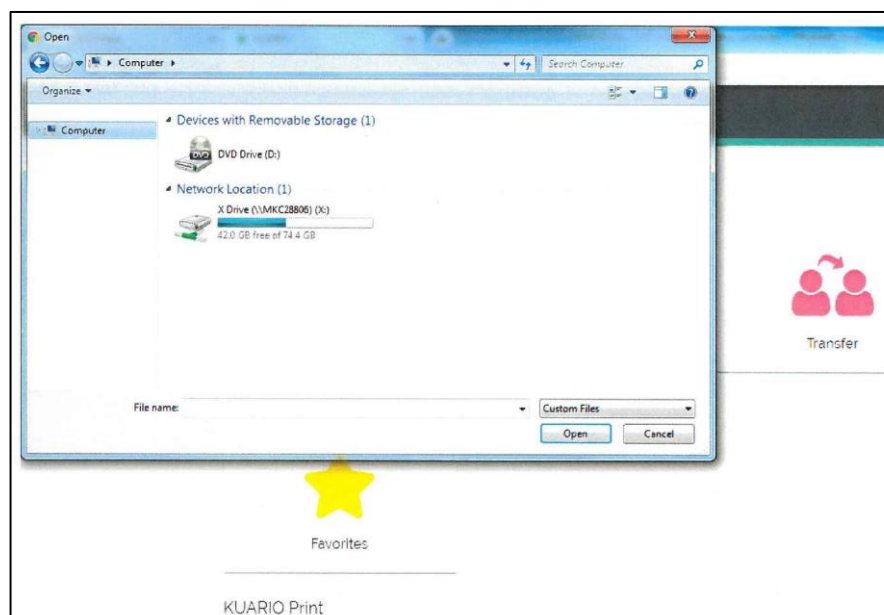 Open
Computer
Search Computer
Organize
Computer
Devices with Removable Storage (1)
DVD
DVD Drive (D:)
Network Location (1)
X Drive (\\MKC28806) (X:)
42.0 GB free of 74.4 GB
Transfer
File name:
Custom Files
Open
Cancel
Favorites
KUARIO Print